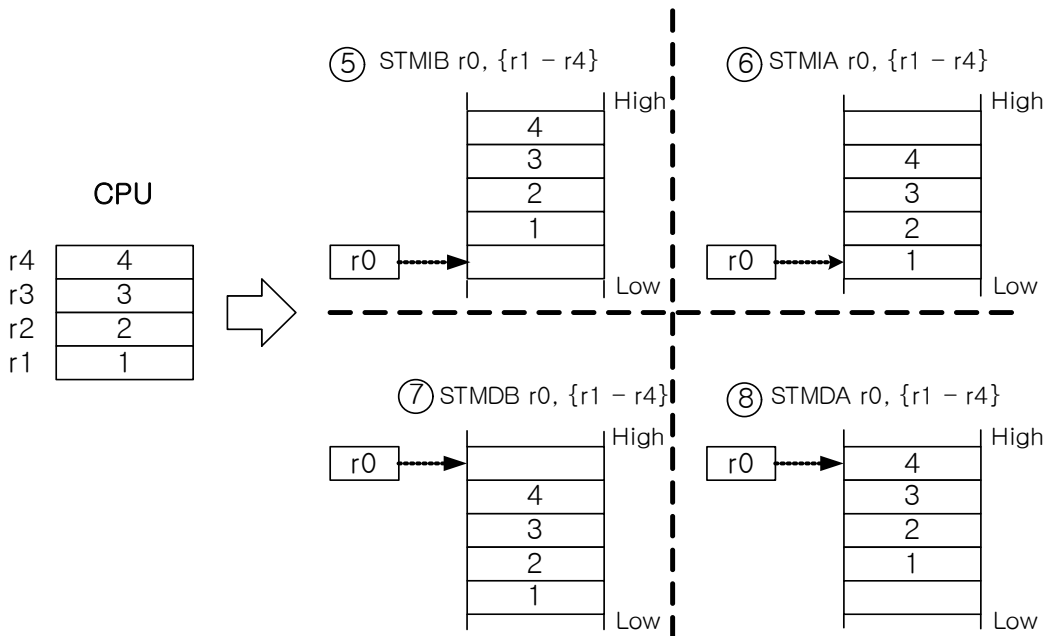 CPU
r4 4
r3 3
r2 2
r1 1
⑤ STMIB r0, {r1 - r4}
High
4
3
2
1
r0
Low
⑥ STMIA r0, {r1 - r4}
High
4
3
2
r0 1
Low
⑦ STMDB r0, {r1 - r4}
High
r0
4
3
2
1
Low
⑧ STMDA r0, {r1 - r4}
High
r0 4
3
2
1
Low